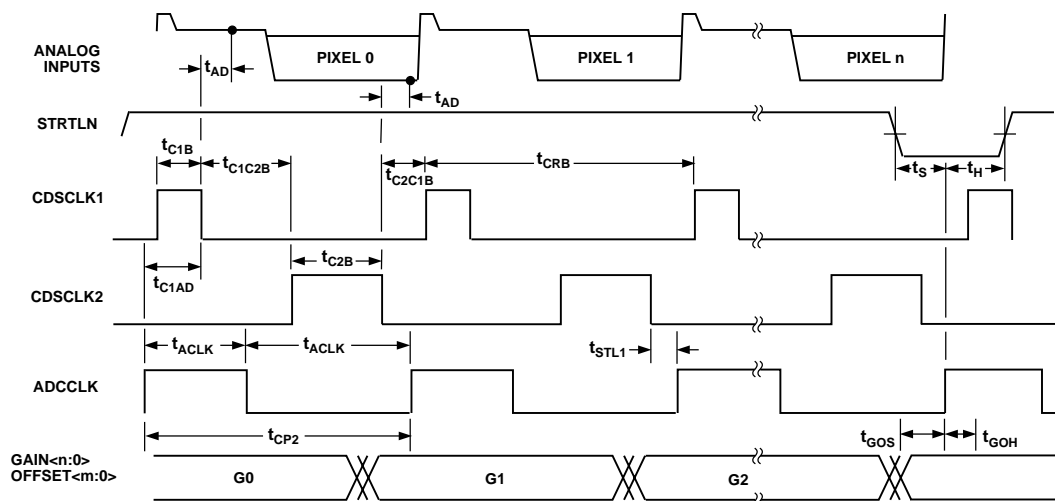 ANALOG
INPUTS
PIXEL 0
PIXEL 1
PIXEL n
tAD
tAD
STRTLN
tC1B
tC1C2B
tC2C1B
tCRB
tS
tH
CDSCLK1
tC1AD
tC2B
CDSCLK2
tACLK
tACLK
tSTL1
ADCCLK
tCP2
tGOS
tGOH
GAIN<n:0>
OFFSET<m:0>
G0
G1
G2